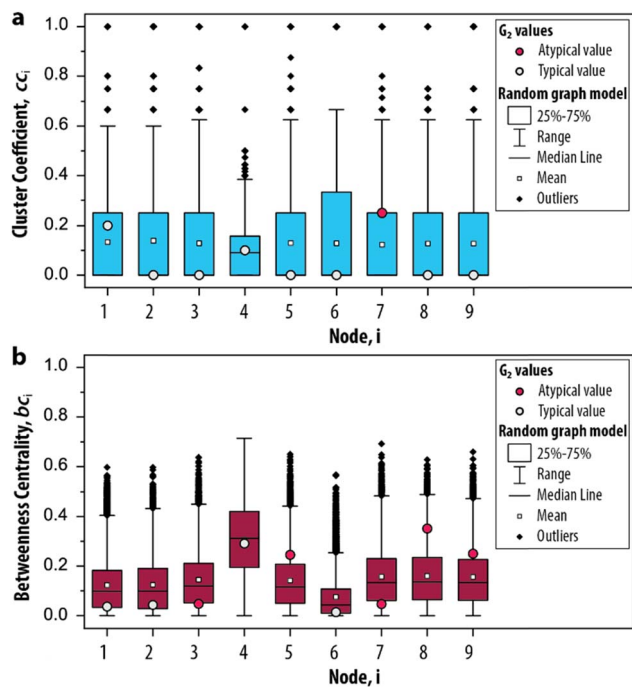 a
Cluster Coefficient, cci
1.0
0.8
0.6
0.4
0.2
0.0
1 2 3 4 5 6 7 8 9
Node, i
G2 values
Atypical value
Typical value
Random graph model
25%-75%
Range
Median Line
Mean
Outliers
b
Betweenness Centrality, bci
1.0
0.8
0.6
0.4
0.2
0.0
1 2 3 4 5 6 7 8 9
Node, i
G2 values
Atypical value
Typical value
Random graph model
25%-75%
Range
Median Line
Mean
Outliers